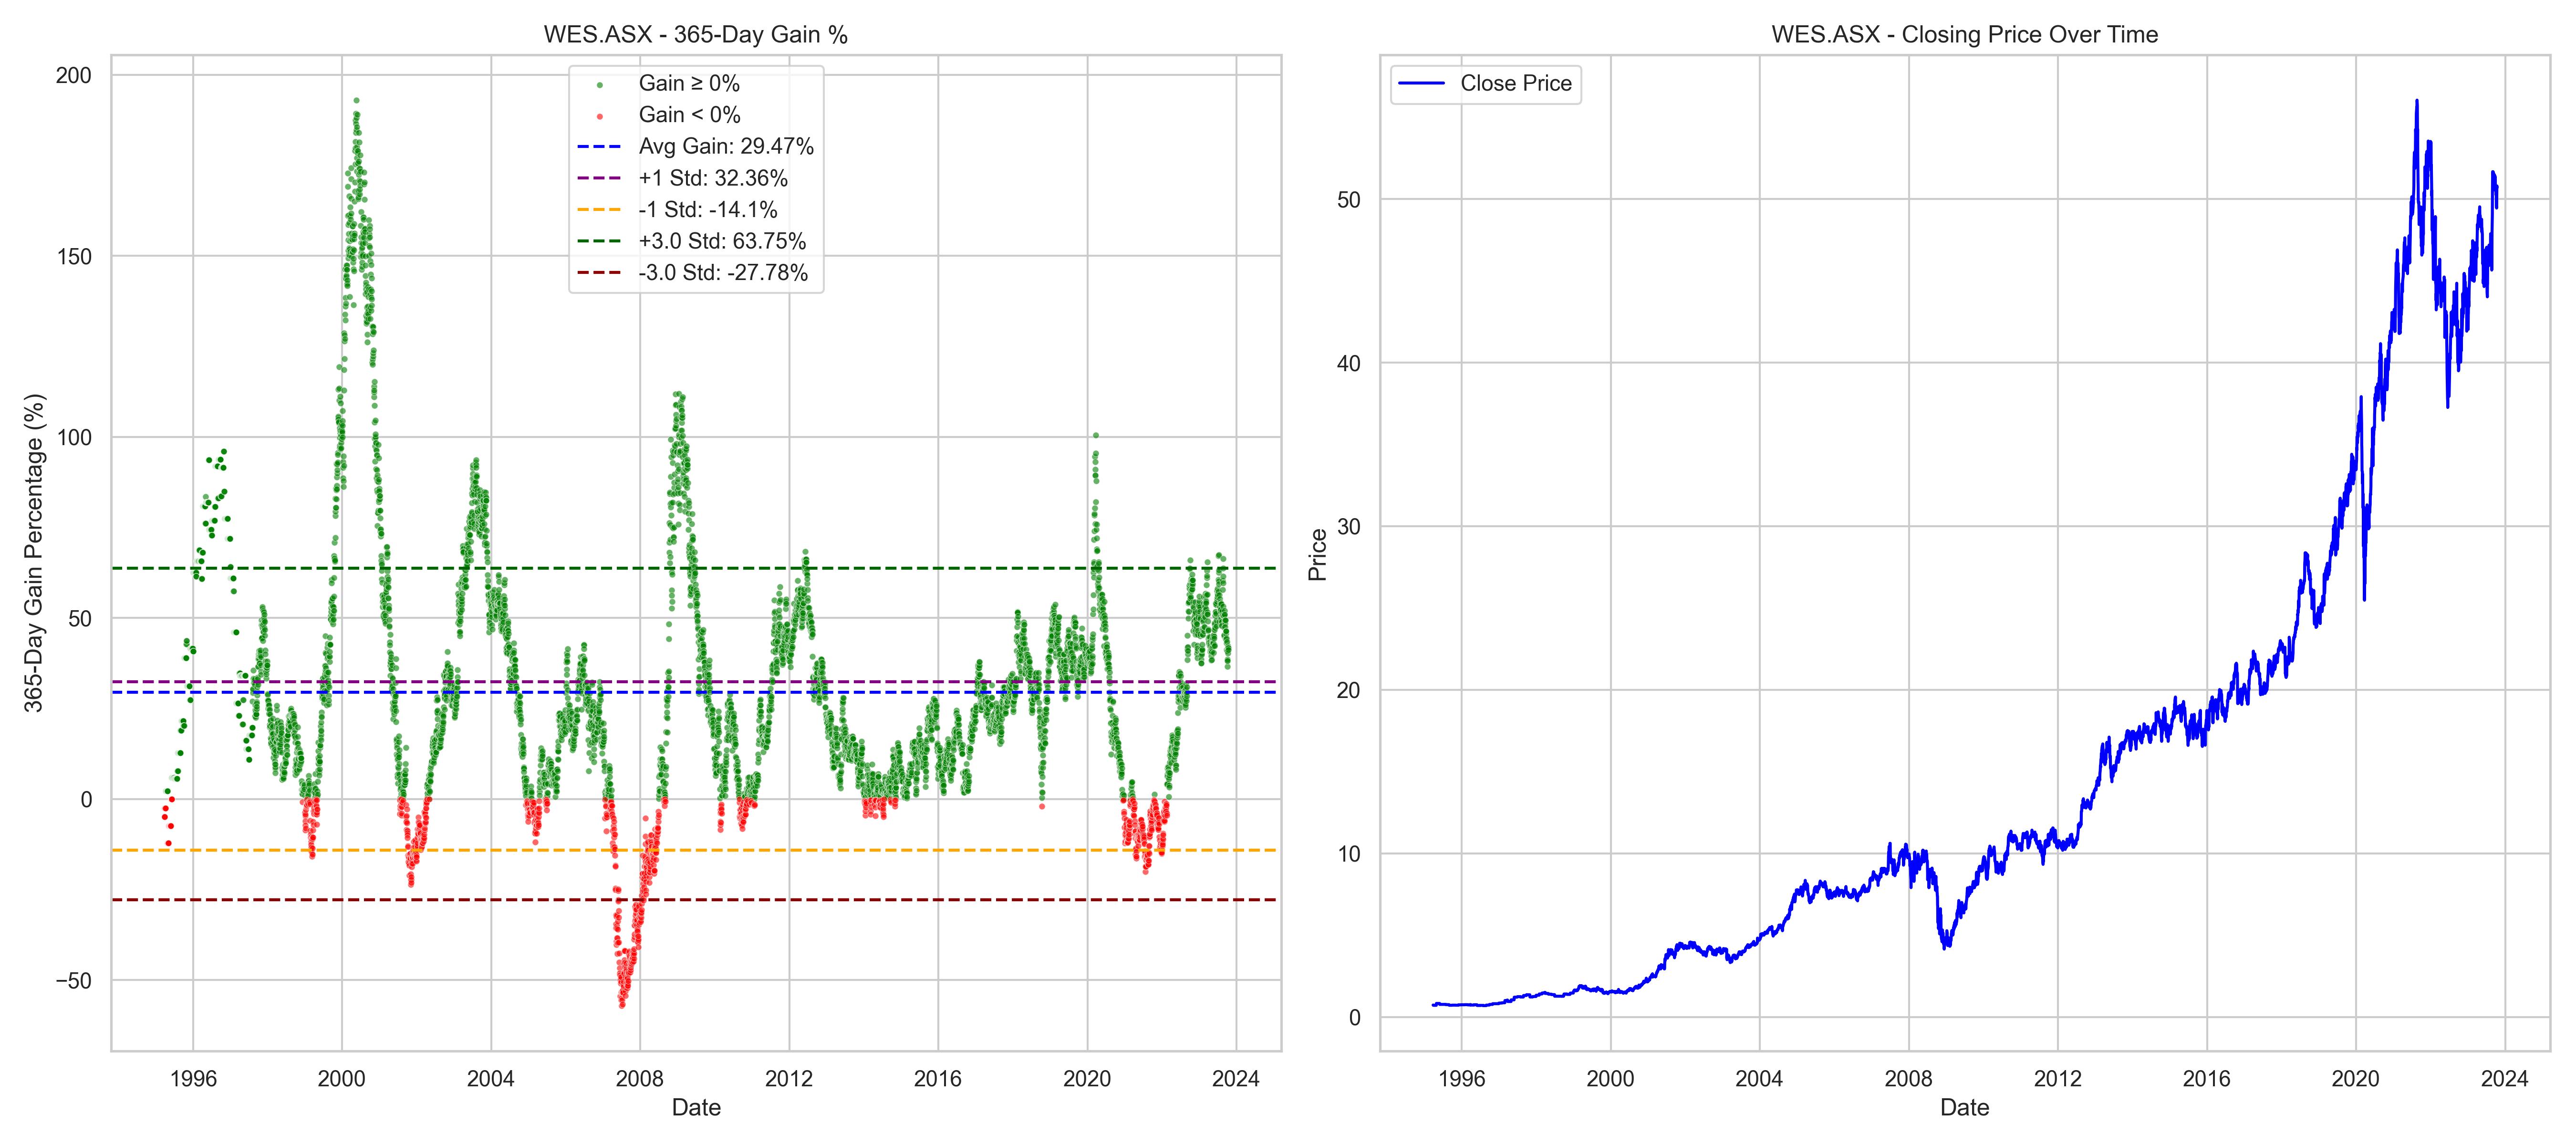 WES.ASX - 365-Day Gain %
365-Day Gain Percentage (%)
200
150
100
50
0
−50
Gain ≥ 0%
Gain < 0%
Avg Gain: 29.47%
+1 Std: 32.36%
-1 Std: -14.1%
+3.0 Std: 63.75%
-3.0 Std: -27.78%
1996 2000 2004 2008 2012 2016 2020 2024
Date
WES.ASX - Closing Price Over Time
Price
50
40
30
20
10
0
Close Price
1996 2000 2004 2008 2012 2016 2020 2024
Date